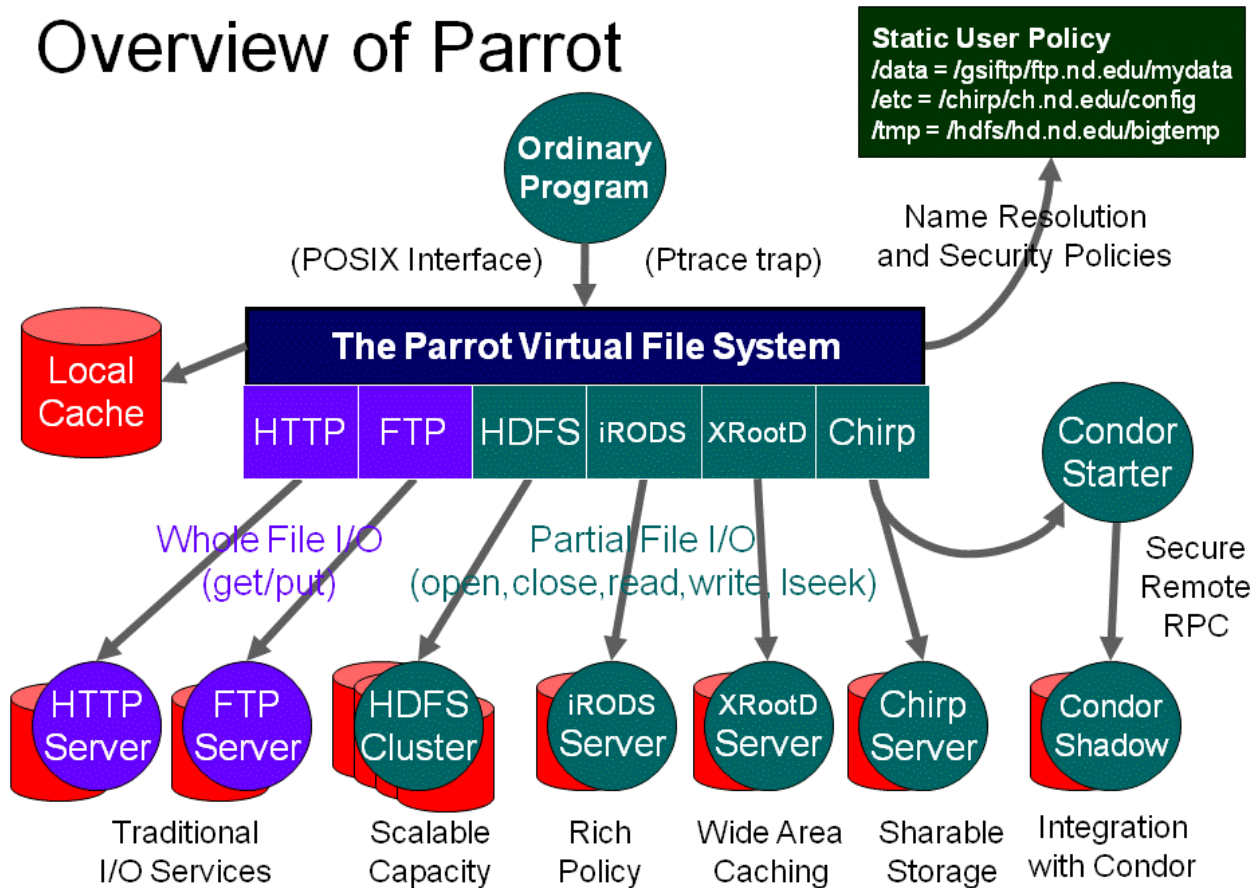 Overview of Parrot
Static User Policy
/data = /gsiftp/ftp.nd.edu/mydata
/etc = /chirp/ch.nd.edu/config
/tmp = /hdfs/hd.nd.edu/bigtemp
Ordinary
Program
(POSIX Interface)
(Ptrace trap)
Name Resolution
and Security Policies
The Parrot Virtual File System
Local
Cache
HTTP
FTP
HDFS
iRODS
XRootD
Chirp
Condor
Starter
Whole File I/O
(get/put)
Partial File I/O
(open,close,read,write, lseek)
Secure
Remote
RPC
HTTP
Server
FTP
Server
HDFS
Cluster
iRODS
Server
XRootD
Server
Chirp
Server
Condor
Shadow
Traditional
I/O Services
Scalable
Capacity
Rich
Policy
Wide Area
Caching
Sharable
Storage
Integration
with Condor